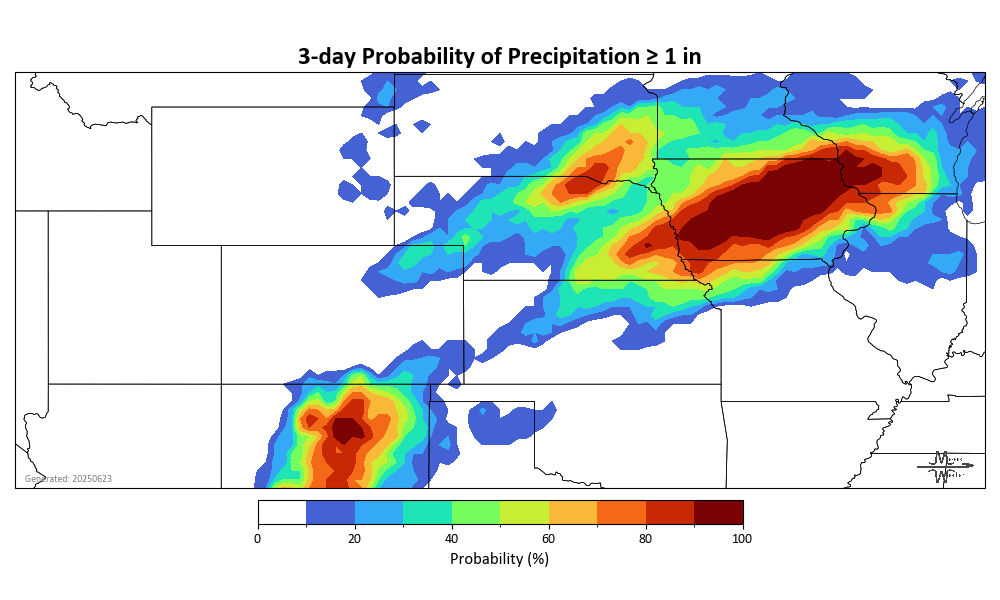 3-day Probability of Precipitation ≥ 1 in
Generated: 20250623
0 20 40 60 80 100
Probability (%)